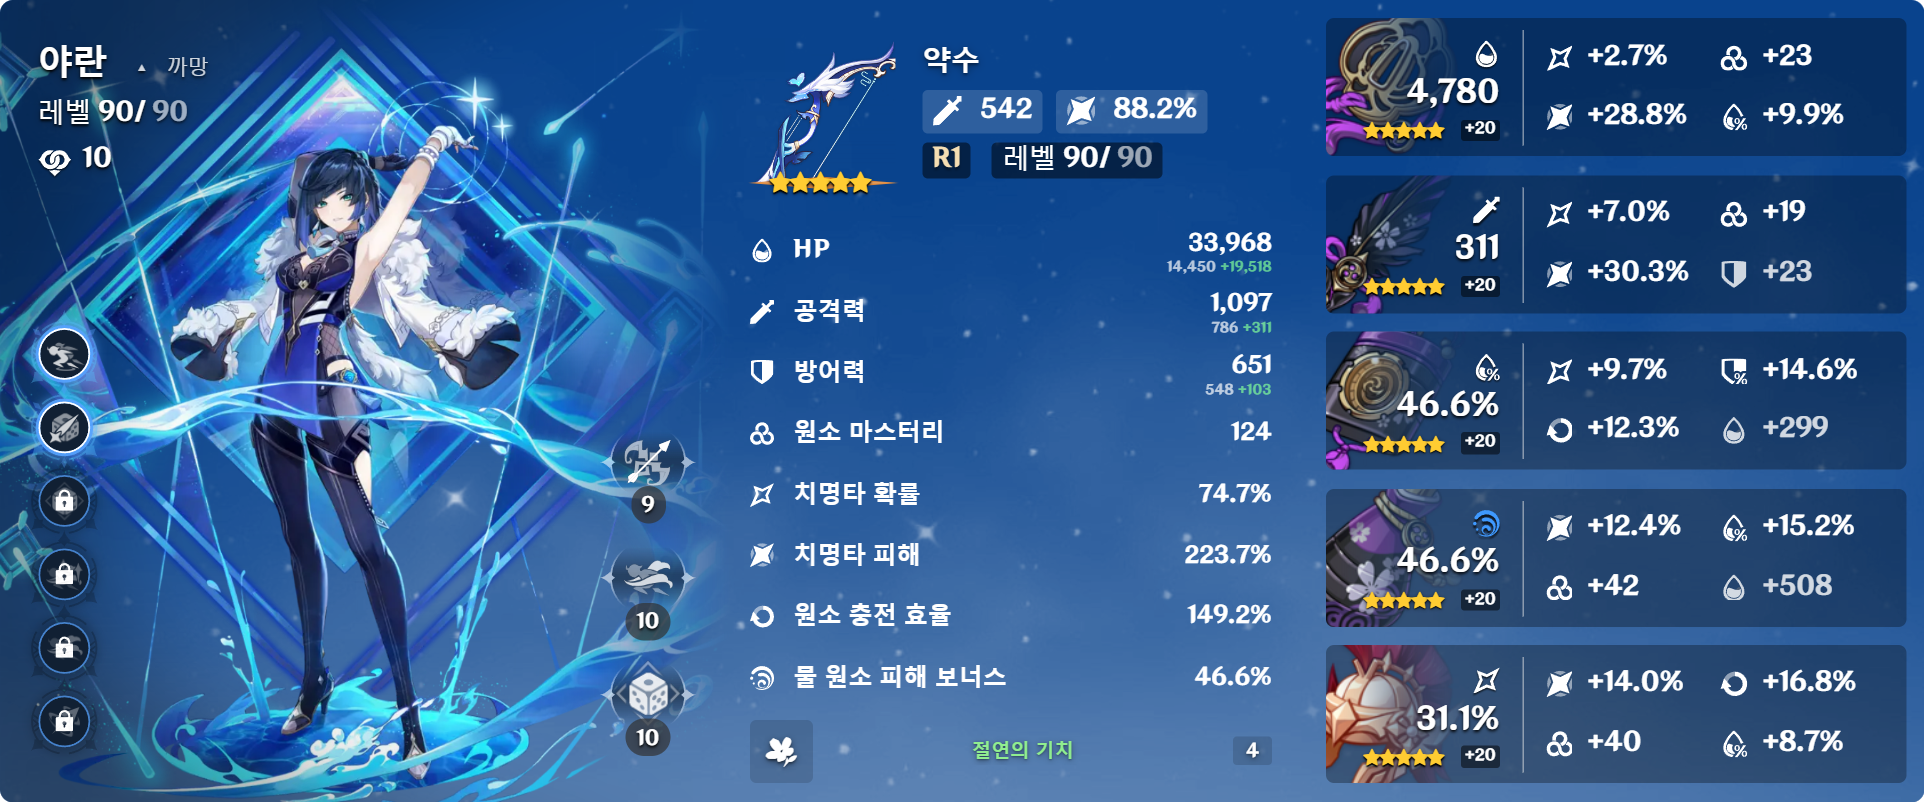 야란 ▲ 까망
레벨 90/ 90
10
9
10
10
약수
542 88.2%
R1 레벨 90/ 90
HP 33,968
14,450 +19,518
공격력 1,097
786 +311
방어력 651
548 +103
원소 마스터리 124
치명타 확률 74.7%
치명타 피해 223.7%
원소 충전 효율 149.2%
물 원소 피해 보너스 46.6%
절연의 기치 4
4,780
+20
+2.7% +23
+28.8% +9.9%
311
+20
+7.0% +19
+30.3% +23
46.6%
+20
+9.7% +14.6%
+12.3% +299
46.6%
+20
+12.4% +15.2%
+42 +508
31.1%
+20
+14.0% +16.8%
+40 +8.7%